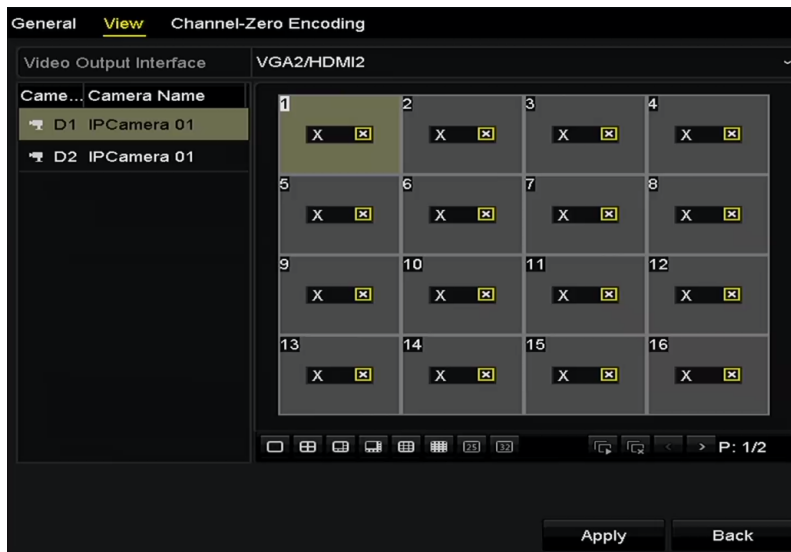 General View Channel-Zero Encoding
Video Output Interface VGA2/HDMI2
Came... Camera Name
D1 IPCamera 01
D2 IPCamera 01
1 2 3 4
X X X X
5 6 7 8
X X X X
9 10 11 12
X X X X
13 14 15 16
X X X X
25 32 < > P: 1/2
Apply Back